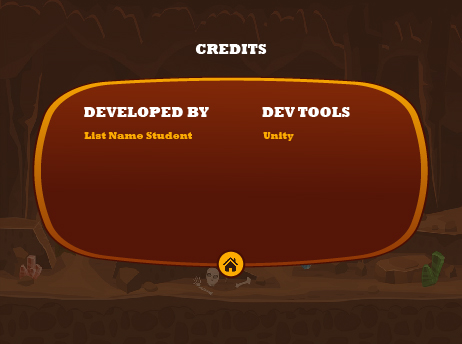 CREDITS
DEVELOPED BY
List Name Student
DEV TOOLS
Unity